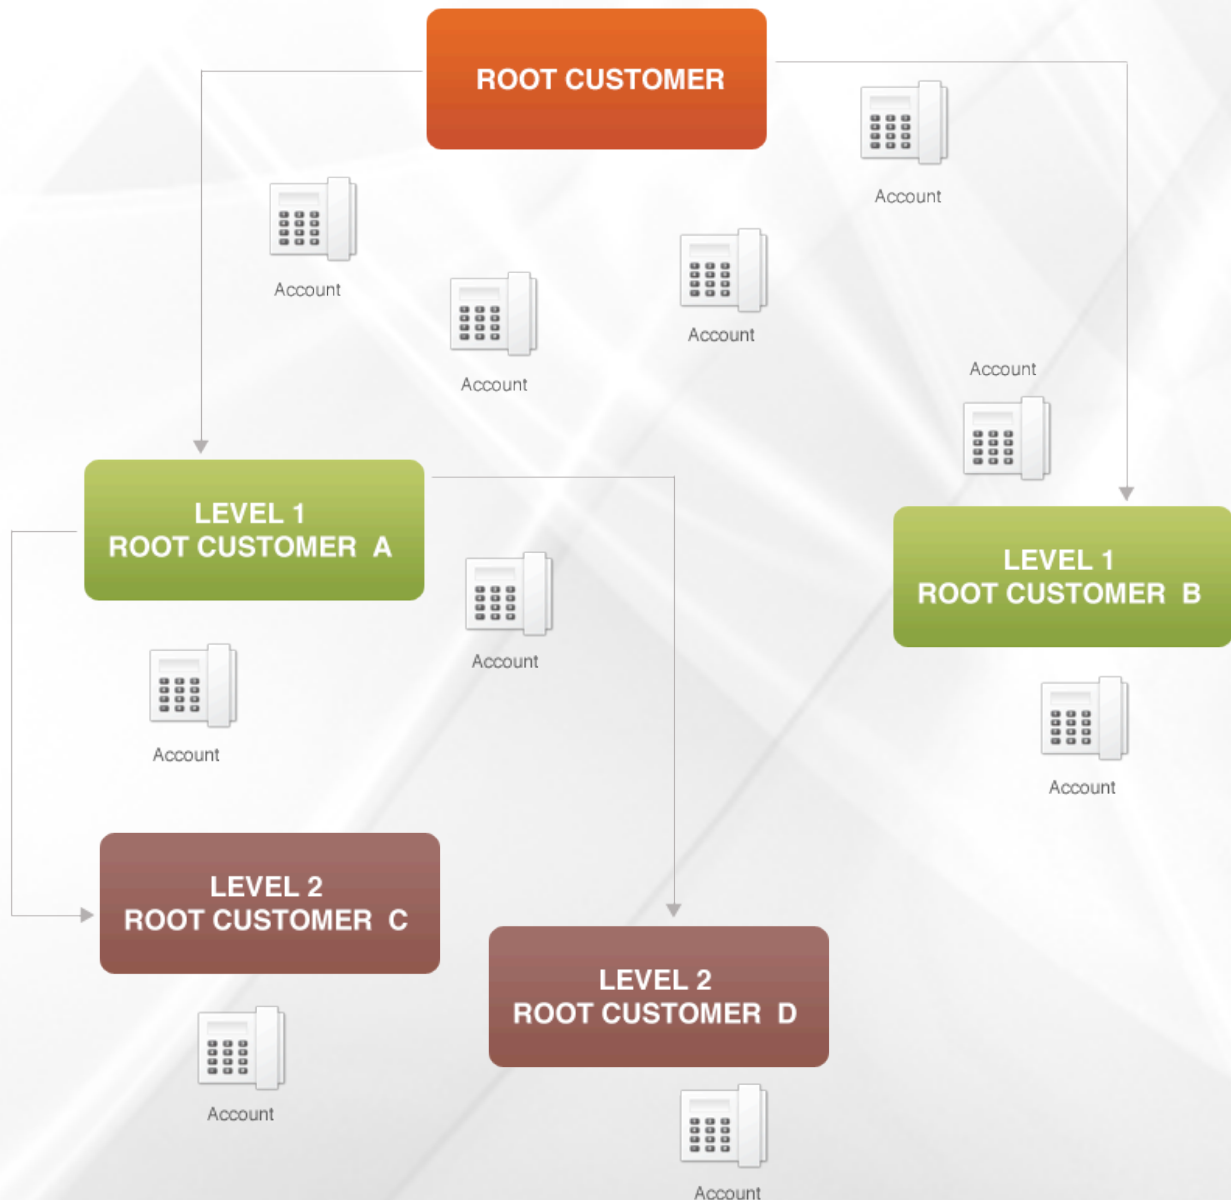 ROOT CUSTOMER
Account
Account
Account
Account
Account
LEVEL 1
ROOT CUSTOMER A
LEVEL 1
ROOT CUSTOMER B
Account
Account
Account
LEVEL 2
ROOT CUSTOMER C
LEVEL 2
ROOT CUSTOMER D
Account
Account